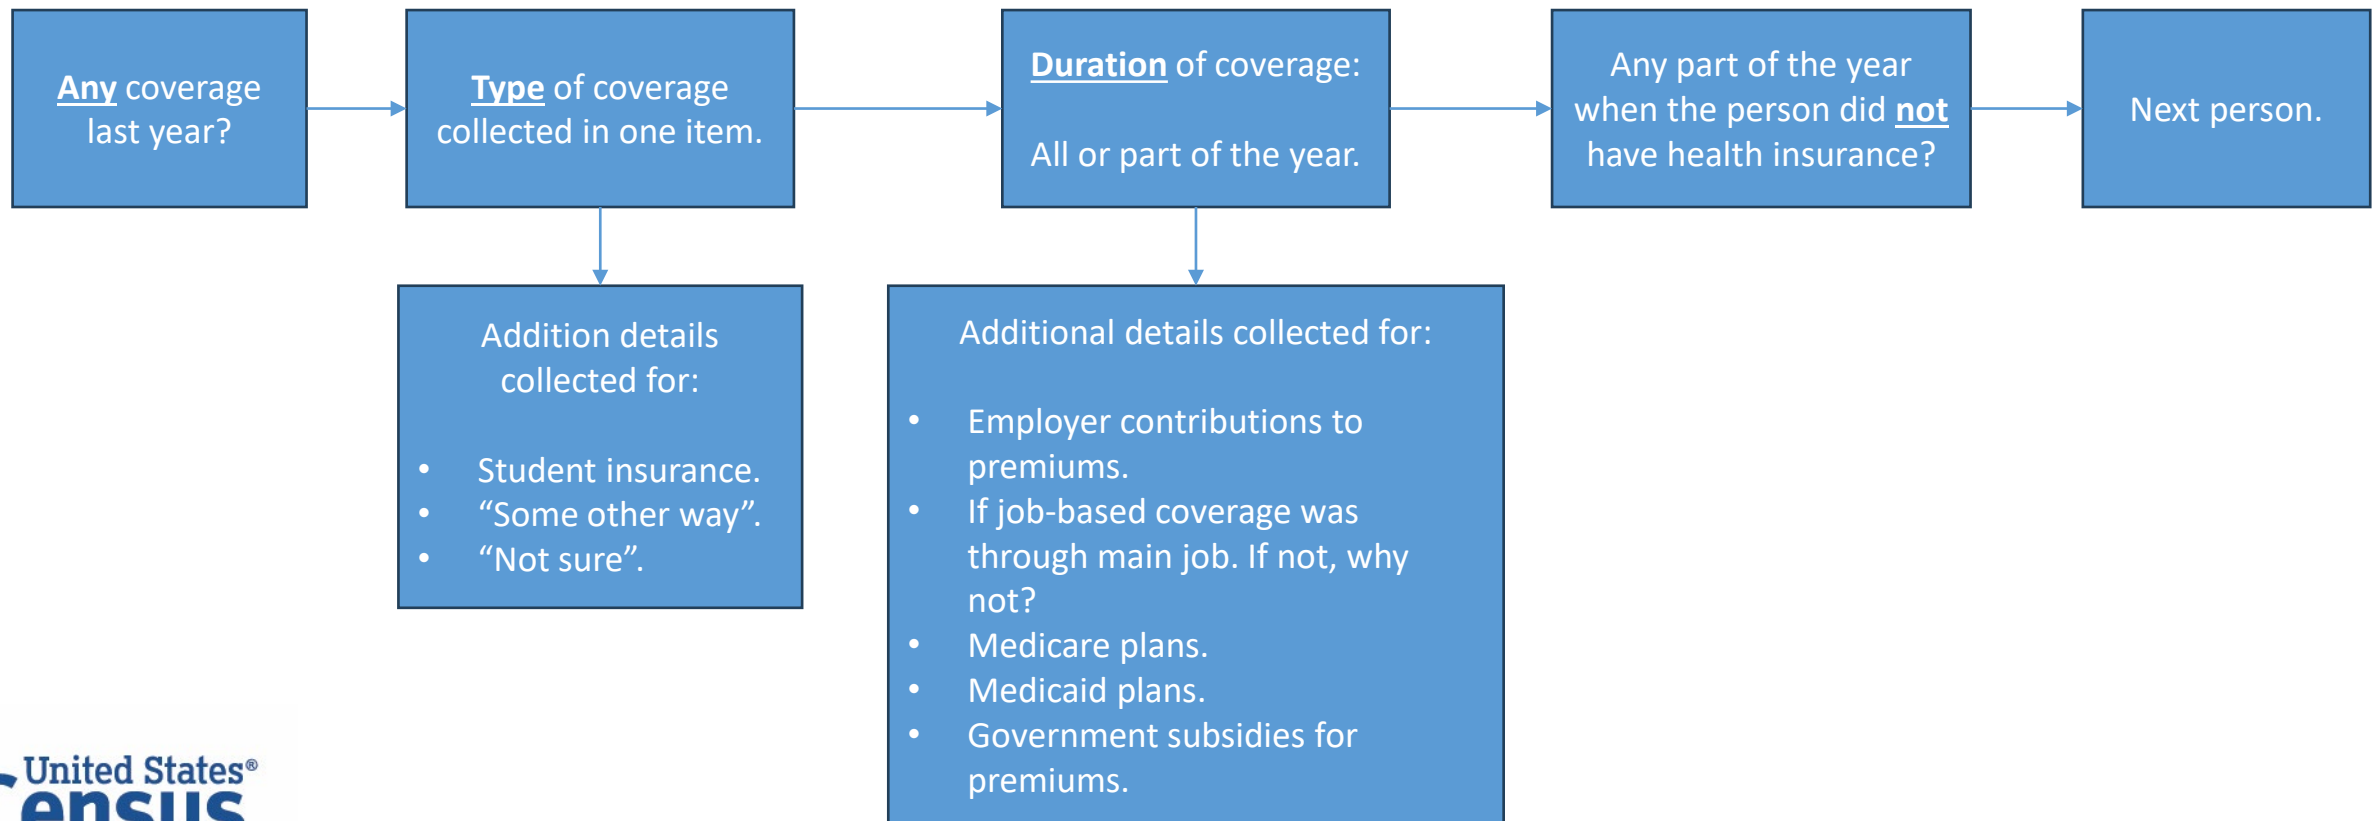 Any coverage
last year?
Type of coverage
collected in one item.
Duration of coverage:
All or part of the year.
Any part of the year
when the person did not
have health insurance?
Next person.
Addition details
collected for:
• Student insurance.
• “Some other way”.
• “Not sure”.
Additional details collected for:
• Employer contributions to
premiums.
• If job-based coverage was
through main job. If not, why
not?
• Medicare plans.
• Medicaid plans.
• Government subsidies for
premiums.
United States®
Census